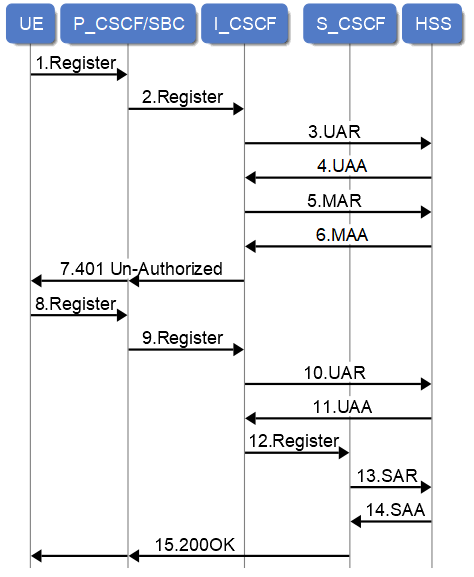 UE P_CSCF/SBC I_CSCF S_CSCF HSS
1.Register
2.Register
3.UAR
4.UAA
5.MAR
6.MAA
7.401 Un-Authorized
8.Register
9.Register
10.UAR
11.UAA
12.Register
13.SAR
14.SAA
15.200OK